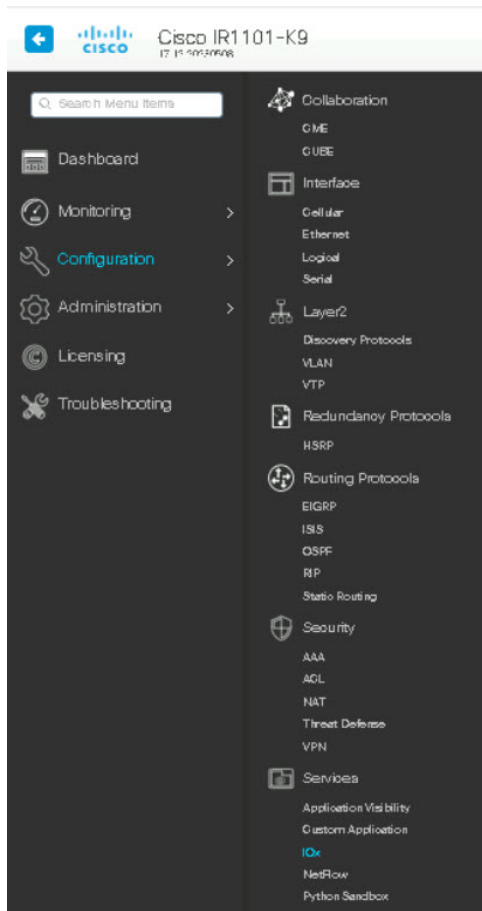 cisco
Cisco IR1101-K9
Search Menu Items
Dashboard
Monitoring
Configuration
Administration
Licensing
Troubleshooting
Collaboration
CME
CUBE
Interface
Cellular
Ethernet
Logical
Serial
Layer2
Discovery Protocols
VLAN
VTP
Redundancy Protocols
HSRP
Routing Protocols
EIGRP
ISIS
OSPF
RIP
Static Routing
Security
AAA
ACL
NAT
Threat Defense
VPN
Services
Application Visibility
Custom Application
IOx
NetFlow
Python Sandbox